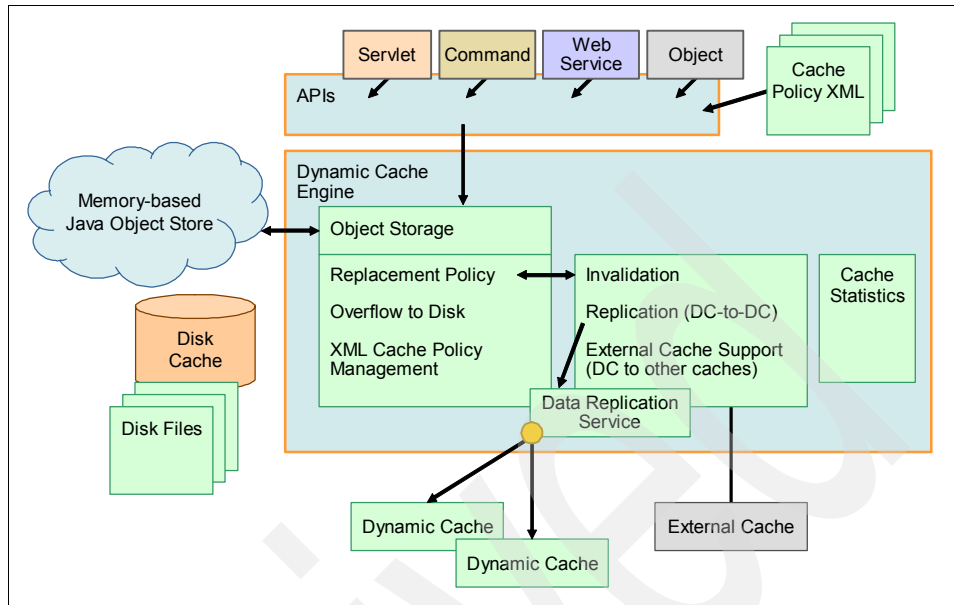 Servlet
Command
Web
Service
Object
Cache
Policy XML
APIs
Dynamic Cache
Engine
Memory-based
Java Object Store
Object Storage
Replacement Policy
Overflow to Disk
XML Cache Policy
Management
Invalidation
Replication (DC-to-DC)
External Cache Support
(DC to other caches)
Cache
Statistics
Disk
Cache
Disk Files
Data Replication
Service
Dynamic Cache
Dynamic Cache
External Cache